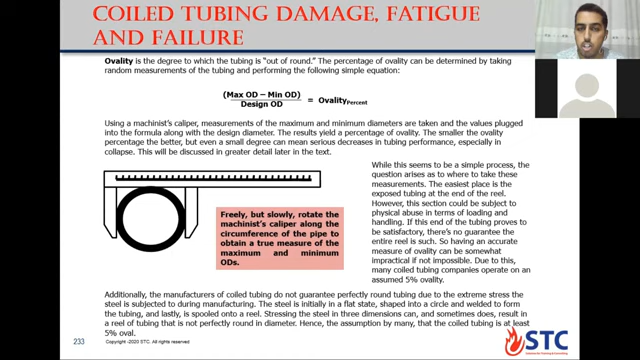 COILED TUBING DAMAGE, FATIGUE
AND FAILURE
Ovality is the degree to which the tubing is "out of round." The percentage of ovality can be determined by taking
random measurements of the tubing and performing the following simple equation:
(Max OD – Min OD)
Design OD
= Ovality Percent
Using a machinist's caliper, measurements of the maximum and minimum diameters are taken and the values plugged
into the formula along with the design diameter. The results yield a percentage of ovality. The smaller the ovality
percentage the better, but even a small degree can mean serious decreases in tubing performance, especially in
collapse. This will be discussed in greater detail later in the text.
While this seems to be a simple process, the
question arises as to where to take these
measurements. The easiest place is the
exposed tubing at the end of the reel.
However, this section could be subject to
physical abuse in terms of loading and
handling. If this end of the tubing proves to
be satisfactory, there's no guarantee the
entire reel is such. So having an accurate
measure of ovality can be somewhat
impractical if not impossible. Due to this,
many coiled tubing companies operate on an
assumed 5% ovality.
Freely, but slowly, rotate the
machinist's caliper along the
circumference of the pipe to
obtain a true measure of the
maximum and minimum
ODs.
Additionally, the manufacturers of coiled tubing do not guarantee perfectly round tubing due to the extreme stress the
steel is subjected to during manufacturing. The steel is initially in a flat state, shaped into a circle and welded to form
the tubing, and lastly, is spooled onto a reel. Stressing the steel in three dimensions can, and sometimes does, result in
a reel of tubing that is not perfectly round in diameter. Hence, the assumption by many, that the coiled tubing is at least
5% oval.
233
Copyright -2020 STC. All rights reserved
STC